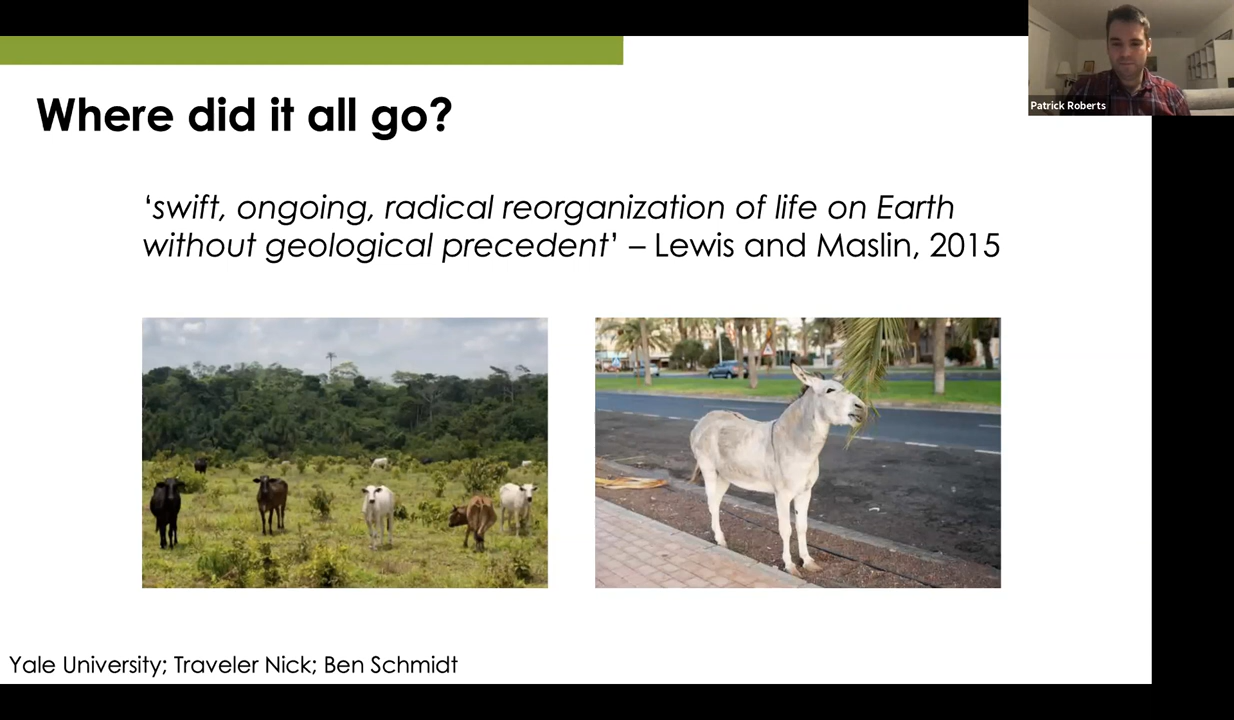 Patrick Roberts
Where did it all go?
‘swift, ongoing, radical reorganization of life on Earth
without geological precedent’ – Lewis and Maslin, 2015
Yale University; Traveler Nick; Ben Schmidt